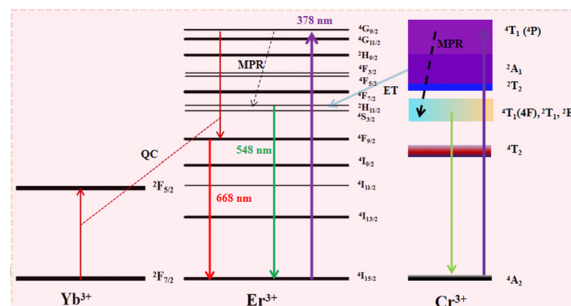 ⁴G₉/₂
378 nm
⁴G₁₁/₂
²H₉/₂
MPR
⁴F₃/₂
⁴F₅/₂
⁴F₇/₂
²H₁₁/₂
⁴S₃/₂
ET
MPR
⁴T₁ (⁴P)
²A₁
²T₂
⁴T₁(4F), ²T₁, ²E
⁴T₂
QC
⁴F₉/₂
548 nm
⁴I₉/₂
²F₅/₂
668 nm
⁴I₁₁/₂
⁴I₁₃/₂
²F₇/₂
⁴I₁₅/₂
⁴A₂
Yb³⁺
Er³⁺
Cr³⁺